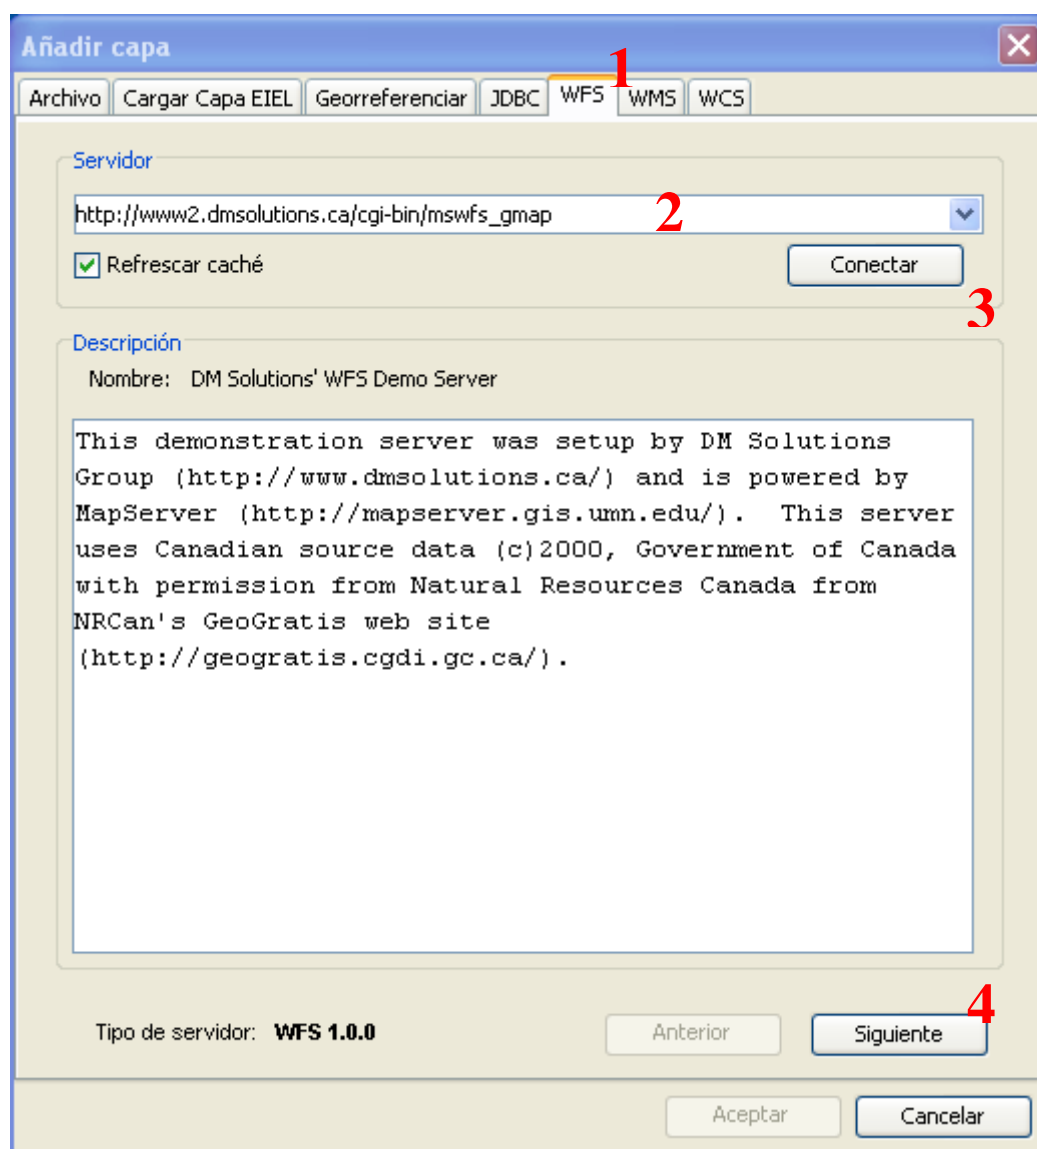 Añadir capa
1
Archivo Cargar Capa EIEL Georreferenciar JDBC WFS WMS WCS
Servidor
http://www2.dmsolutions.ca/cgi-bin/mswfs_gmap 2
Refrescar caché Conectar
3
Descripción
Nombre: DM Solutions' WFS Demo Server
This demonstration server was setup by DM Solutions
Group (http://www.dmsolutions.ca/) and is powered by
MapServer (http://mapserver.gis.umn.edu/). This server
uses Canadian source data (c)2000, Government of Canada
with permission from Natural Resources Canada from
NRCan's GeoGratis web site
(http://geogratis.cgdi.gc.ca/).
4
Tipo de servidor: WFS 1.0.0 Anterior Siguiente
Aceptar Cancelar